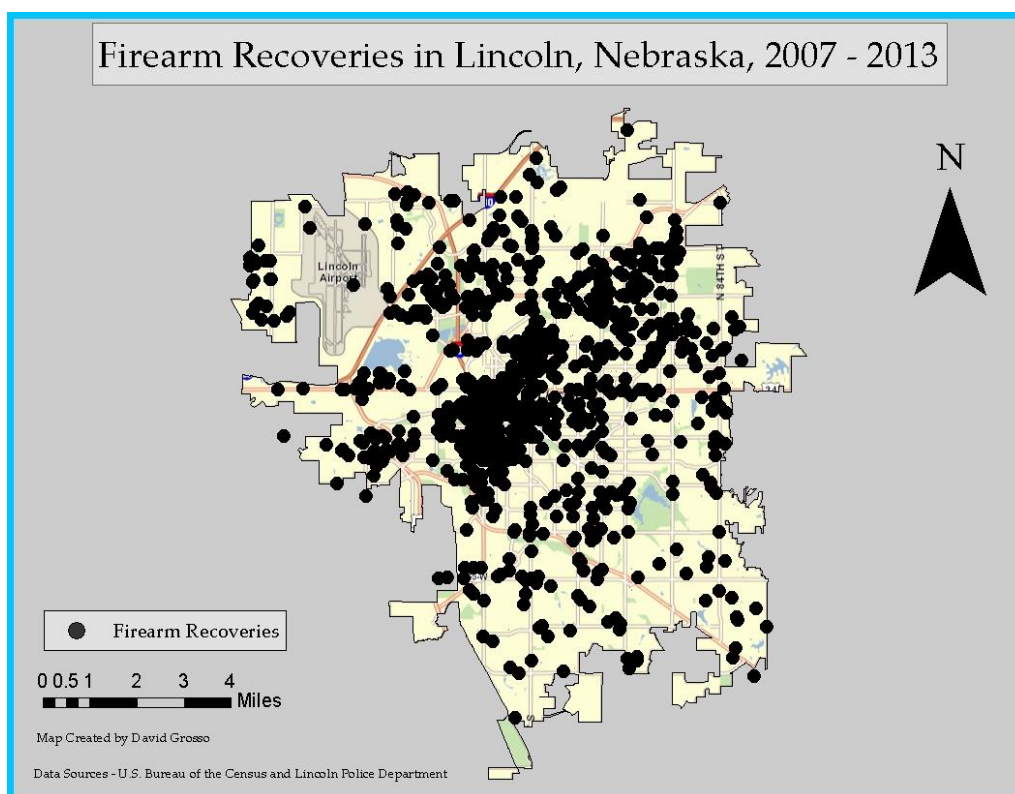 Firearm Recoveries in Lincoln, Nebraska, 2007 - 2013
N
Lincoln
Airport
N 84TH ST
Firearm Recoveries
0 0.5 1 2 3 4
Miles
Map Created by David Grosso
Data Sources - U.S. Bureau of the Census and Lincoln Police Department